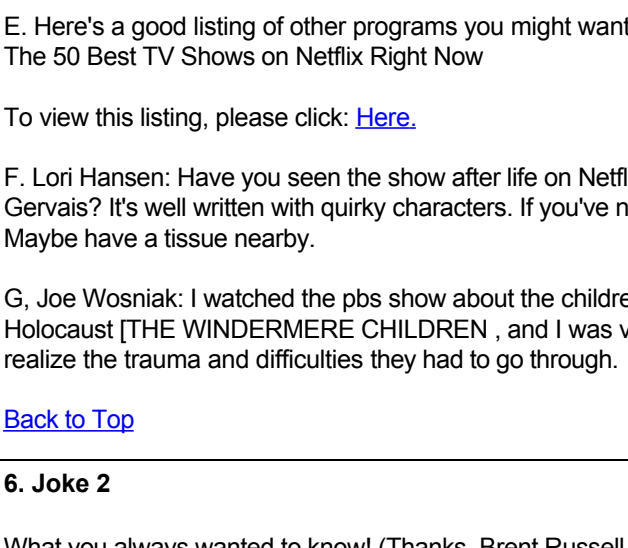 E. Here's a good listing of other programs you might want
The 50 Best TV Shows on Netflix Right Now
To view this listing, please click: Here.
F. Lori Hansen: Have you seen the show after life on Netfl
Gervais? It's well written with quirky characters. If you've n
Maybe have a tissue nearby.
G, Joe Wosniak: I watched the pbs show about the childre
Holocaust [THE WINDERMERE CHILDREN , and I was v
realize the trauma and difficulties they had to go through.
Back to Top
6. Joke 2
What you always wanted to know! (Thanks, Brent Russell